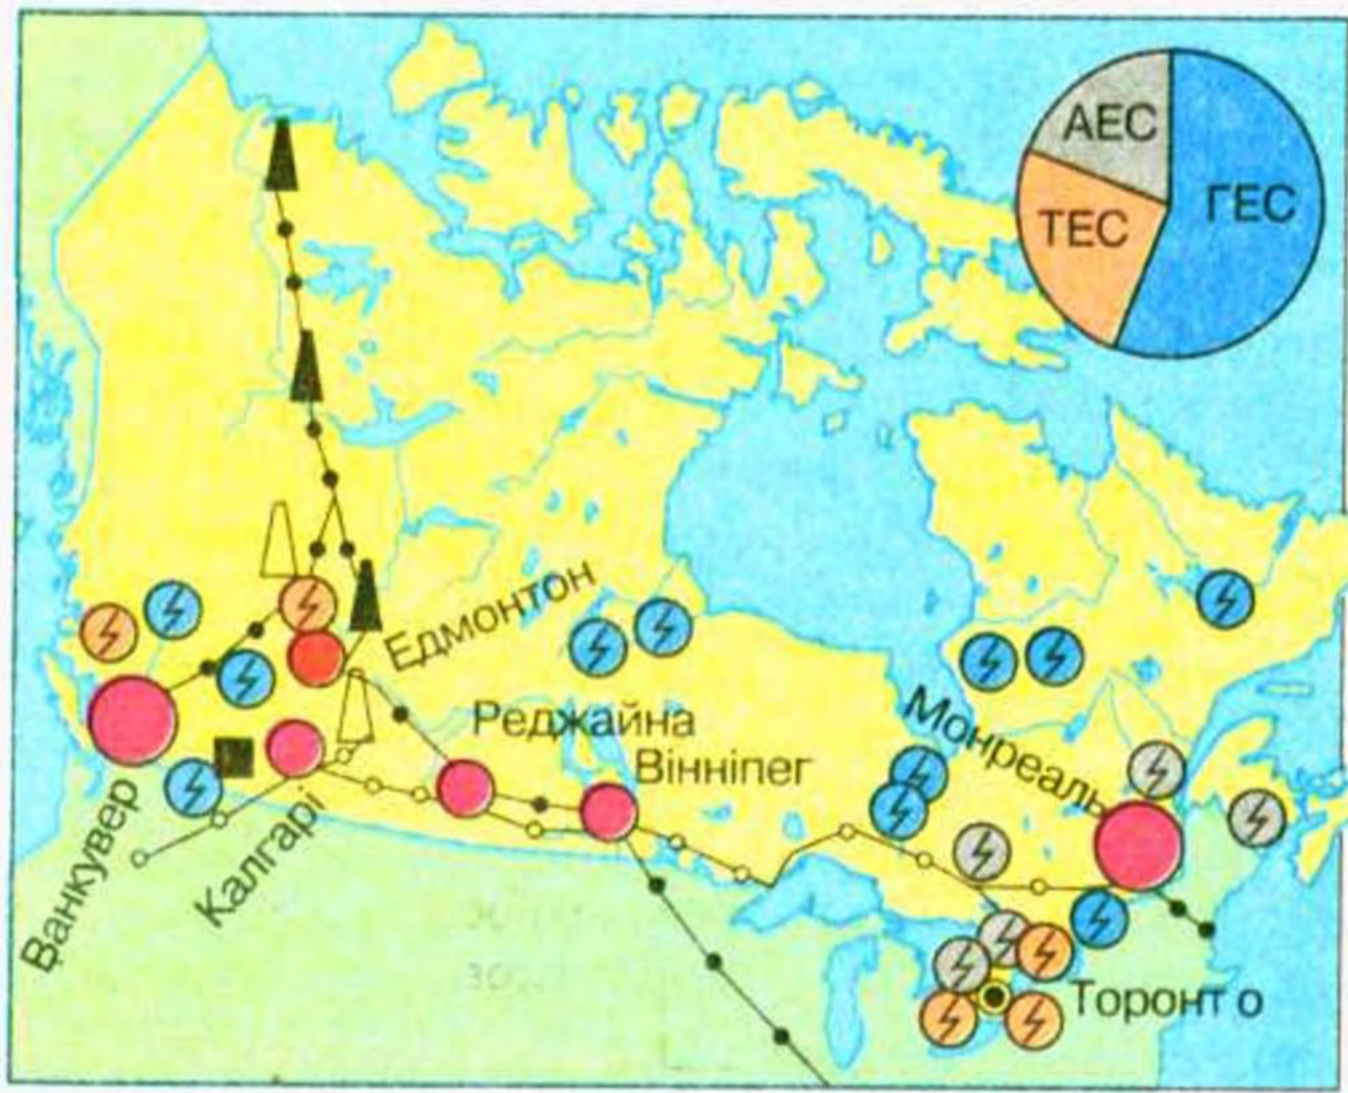 АЕС
ГЕС
ТЕС
Едмонтон
Реджайна
Вінніпег
Монреаль
Ванкувер
Калгарі
Торонт о